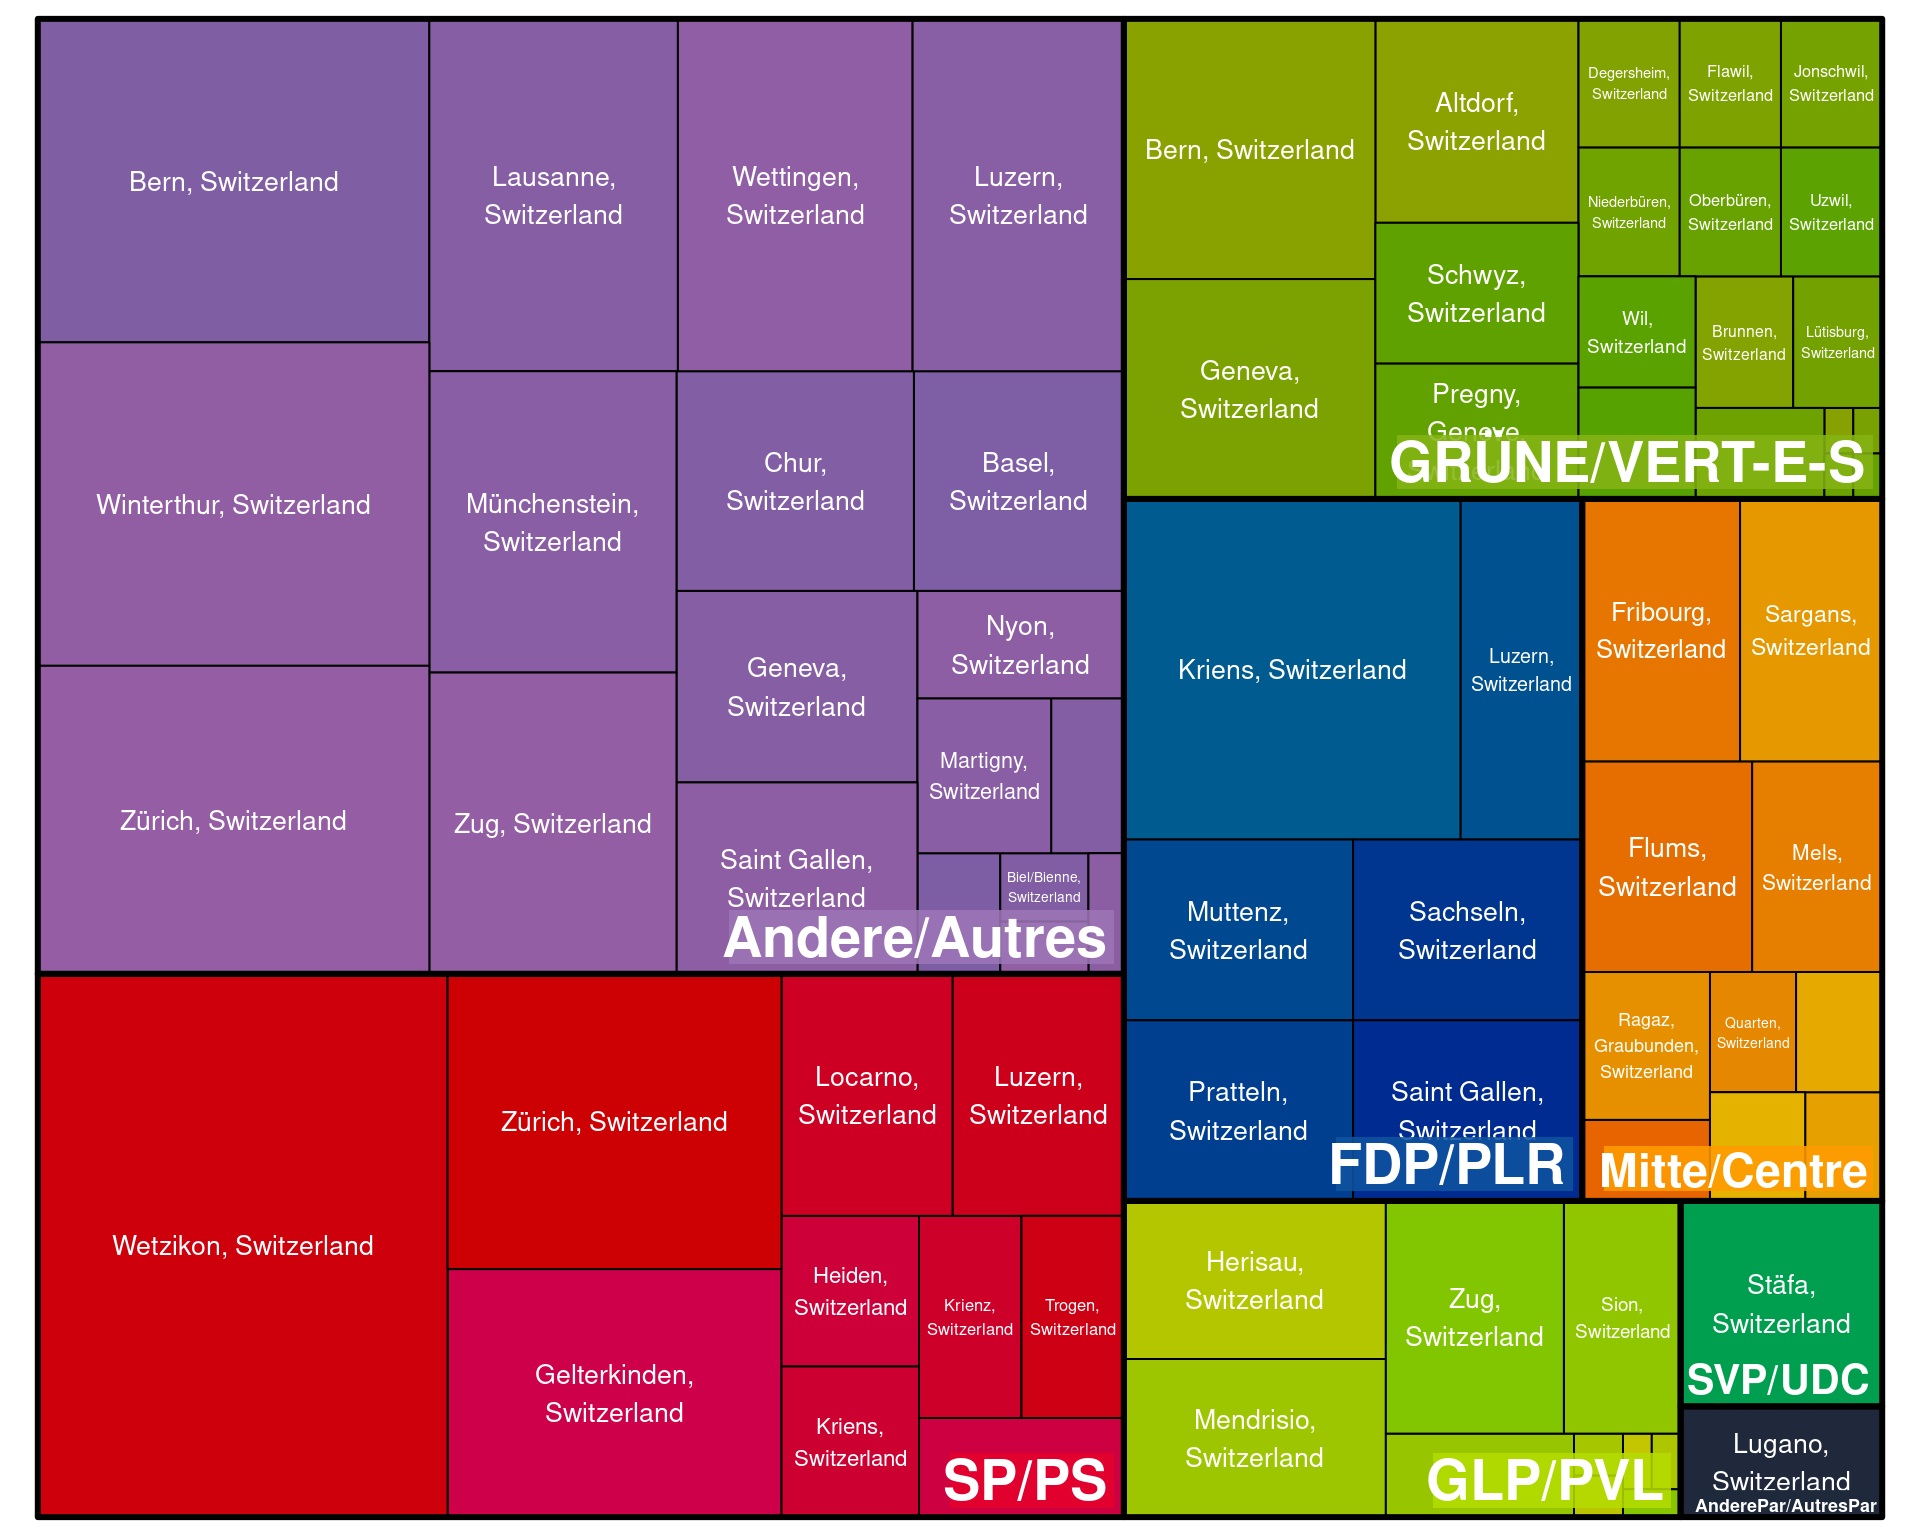 Bern, Switzerland
Lausanne,
Switzerland
Wettingen,
Switzerland
Luzern,
Switzerland
Winterthur, Switzerland
Münchenstein,
Switzerland
Chur,
Switzerland
Basel,
Switzerland
Geneva,
Switzerland
Nyon,
Switzerland
Martigny,
Switzerland
Zürich, Switzerland
Zug, Switzerland
Saint Gallen,
Switzerland
Biel/Bienne,
Switzerland
Andere/Autres
Bern, Switzerland
Altdorf,
Switzerland
Degersheim,
Switzerland
Flawil,
Switzerland
Jonschwil,
Switzerland
Niederbüren,
Switzerland
Oberbüren,
Switzerland
Uzwil,
Switzerland
Geneva,
Switzerland
Schwyz,
Switzerland
Wil,
Switzerland
Brunnen,
Switzerland
Lütisburg,
Switzerland
Pregny,
Geneve,
GRÜNE/VERT-E-S
Kriens, Switzerland
Luzern,
Switzerland
Muttenz,
Switzerland
Sachseln,
Switzerland
Pratteln,
Switzerland
Saint Gallen,
Switzerland
FDP/PLR
Fribourg,
Switzerland
Sargans,
Switzerland
Flums,
Switzerland
Mels,
Switzerland
Ragaz,
Graubunden,
Switzerland
Quarten,
Switzerland
Mitte/Centre
Wetzikon, Switzerland
Zürich, Switzerland
Gelterkinden,
Switzerland
Locarno,
Switzerland
Luzern,
Switzerland
Heiden,
Switzerland
Krienz,
Switzerland
Trogen,
Switzerland
Kriens,
Switzerland
SP/PS
Herisau,
Switzerland
Zug,
Switzerland
Sion,
Switzerland
Mendrisio,
Switzerland
GLP/PVL
Stäfa,
Switzerland
SVP/UDC
Lugano,
Switzerland
AnderePar/AutresPar